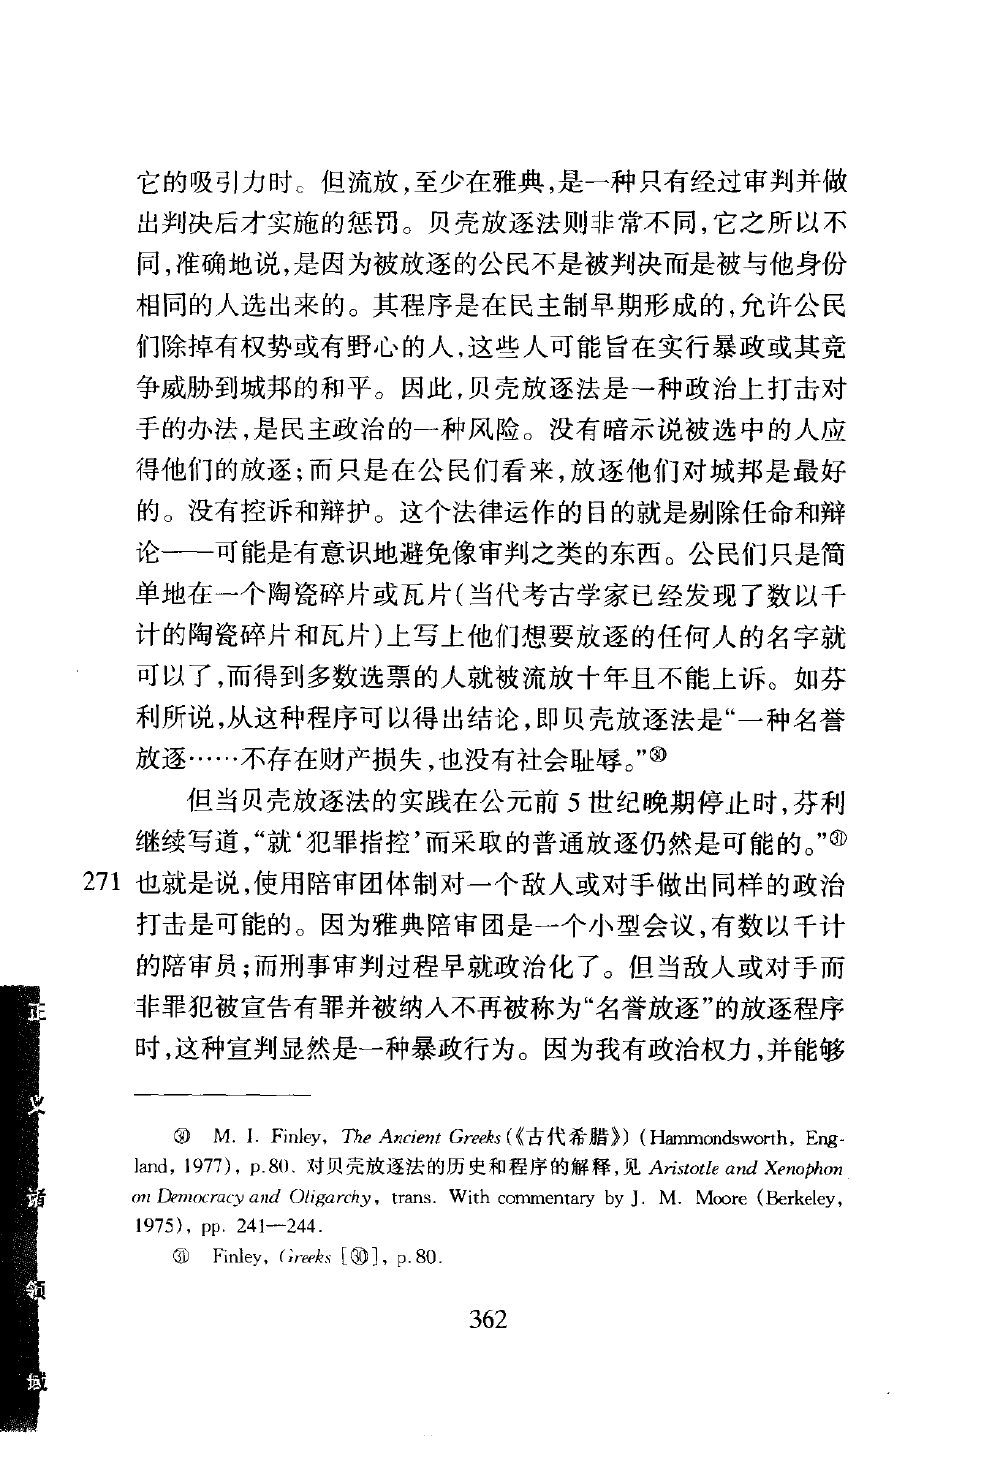 它的吸引力时。但流放,至少在雅典,是一种只有经过审判并做
出判决后才实施的惩罚。贝壳放逐法则非常不同,它之所以不
同,准确地说,是因为被放逐的公民不是被判决而是被与他身份
相同的人选出来的。其程序是在民主制早期形成的,允许公民
们除掉有权势或有野心的人,这些人可能旨在实行暴政或其竞
争威胁到城邦的和平。因此,贝壳放逐法是一种政治上打击对
手的办法,是民主政治的一种风险。没有暗示说被选中的人应
得他们的放逐;而只是在公民们看来,放逐他们对城邦是最好
的。没有控诉和辩护。这个法律运作的目的就是剔除任命和辩
论——可能是有意识地避免像审判之类的东西。公民们只是简
单地在一个陶瓷碎片或瓦片(当代考古学家已经发现了数以千
计的陶瓷碎片和瓦片)上写上他们想要放逐的任何人的名字就
可以了,而得到多数选票的人就被流放十年且不能上诉。如芬
利所说,从这种程序可以得出结论,即贝壳放逐法是“一种名誉
放逐……不存在财产损失,也没有社会耻辱。”㉚
但当贝壳放逐法的实践在公元前 5 世纪晚期停止时,芬利
继续写道,“就‘犯罪指控’而采取的普通放逐仍然是可能的。”㉛
271 也就是说,使用陪审团体制对一个敌人或对手做出同样的政治
打击是可能的。因为雅典陪审团是一个小型会议,有数以千计
的陪审员;而刑事审判过程早就政治化了。但当敌人或对手而
非罪犯被宣告有罪并被纳入不再被称为“名誉放逐”的放逐程序
时,这种宣判显然是一种暴政行为。因为我有政治权力,并能够
㉚ M. I. Finley, The Ancient Greeks (《古代希腊》) (Hammondsworth, Eng-
land, 1977), p.80. 对贝壳放逐法的历史和程序的解释,见 Aristotle and Xenophon
on Democracy and Oligarchy, trans. With commentary by J. M. Moore (Berkeley,
1975), pp. 241—244.
㉛ Finley, Greeks [㉚], p.80.
362
正
义
诸
领
域